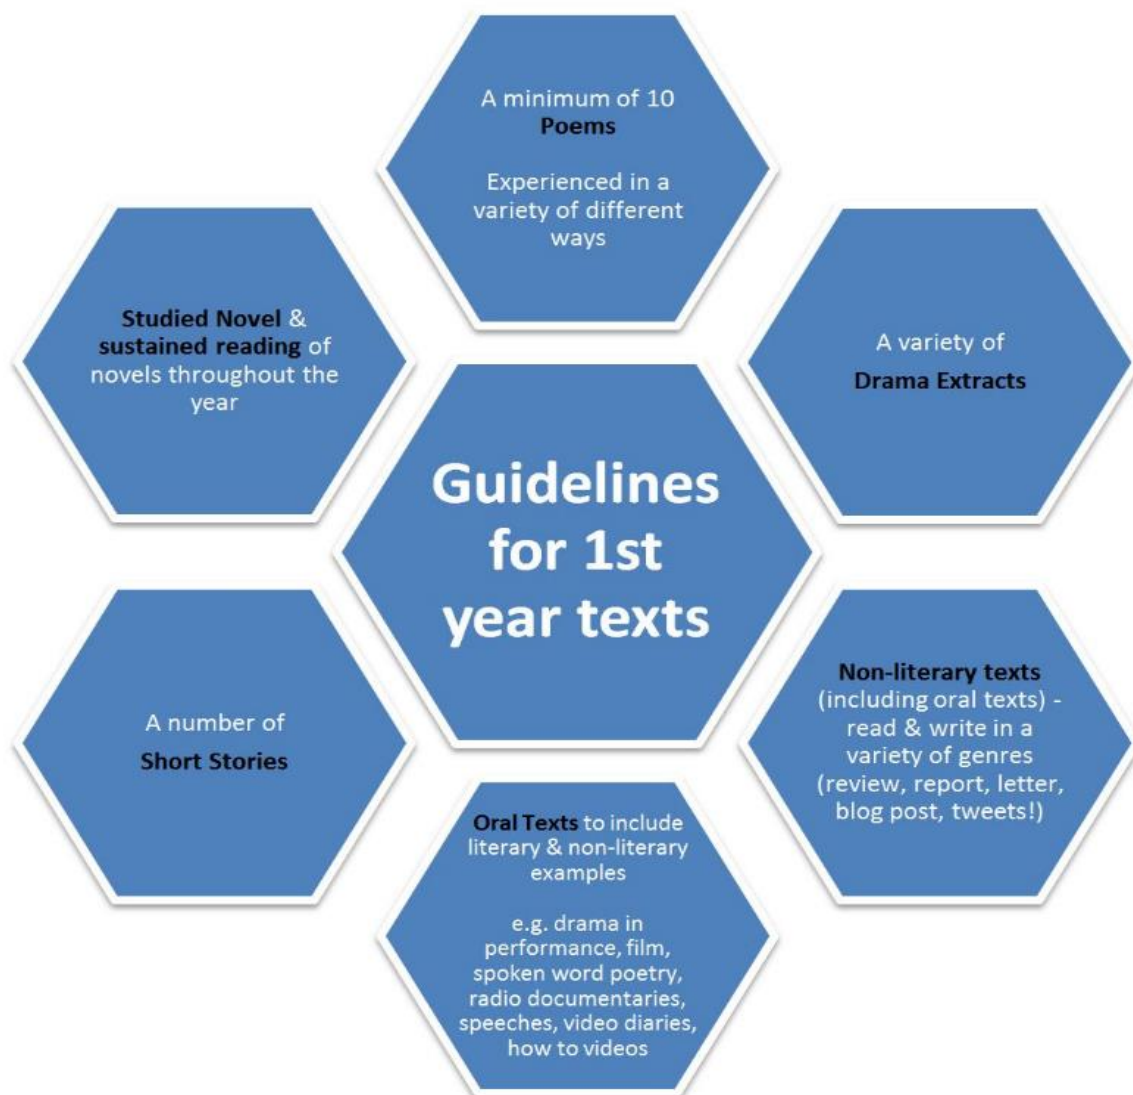 A minimum of 10
Poems
Experienced in a
variety of different
ways
Studied Novel &
sustained reading of
novels throughout the
year
A variety of
Drama Extracts
Guidelines
for 1st
year texts
A number of
Short Stories
Non-literary texts
(including oral texts) -
read & write in a
variety of genres
(review, report, letter,
blog post, tweets!)
Oral Texts to include
literary & non-literary
examples
e.g. drama in
performance, film,
spoken word poetry,
radio documentaries,
speeches, video diaries,
how to videos